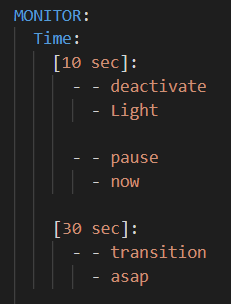 MONITOR:
Time:
[10 sec]:
- - deactivate
- Light
- - pause
- now
[30 sec]:
- - transition
- asap